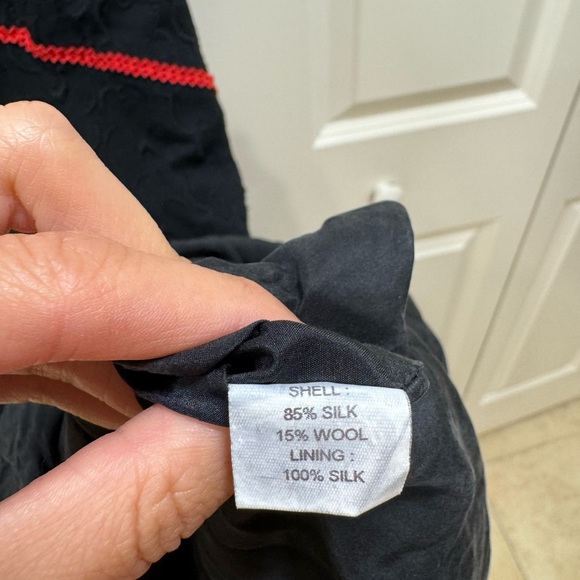 SHELL :
85% SILK
15% WOOL
LINING :
100% SILK